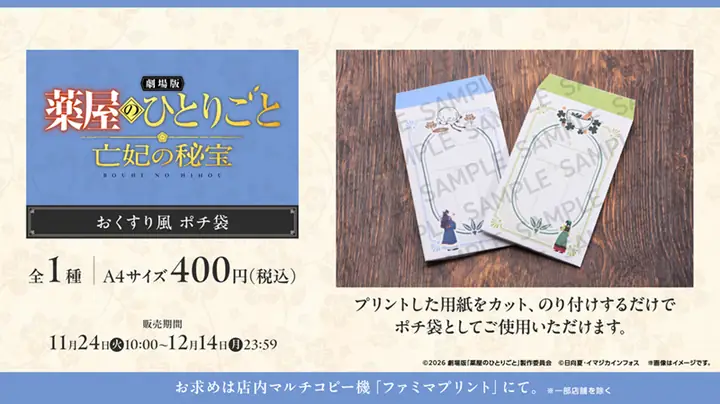 劇場版
薬屋のひとりごと
亡妃の秘宝
BOUHI NO HIHOU
おくすり風 ポチ袋
全1種 A4サイズ 400円(税込)
販売期間
11月24日火10:00~12月14日月23:59
SAMPLE SAMPLE SAMPLE
プリントした用紙をカット、のり付けするだけで
ポチ袋としてご使用いただけます。
©2026 劇場版「薬屋のひとりごと」製作委員会 ©日向夏・イマジカインフォス ※画像はイメージです。
お求めは店内マルチコピー機「ファミマプリント」にて。 ※一部店舗を除く